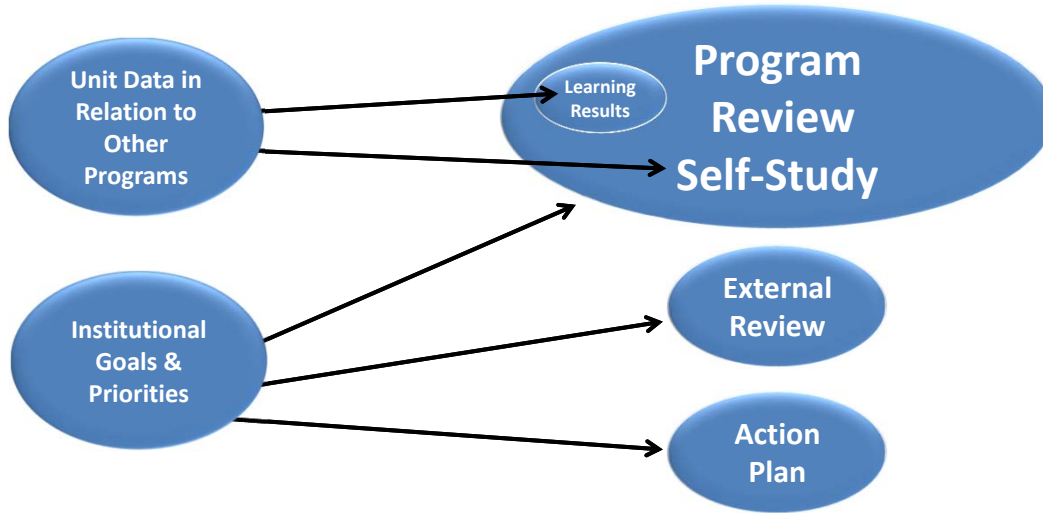 Unit Data in
Relation to
Other
Programs
Learning
Results
Program
Review
Self-Study
Institutional
Goals &
Priorities
External
Review
Action
Plan